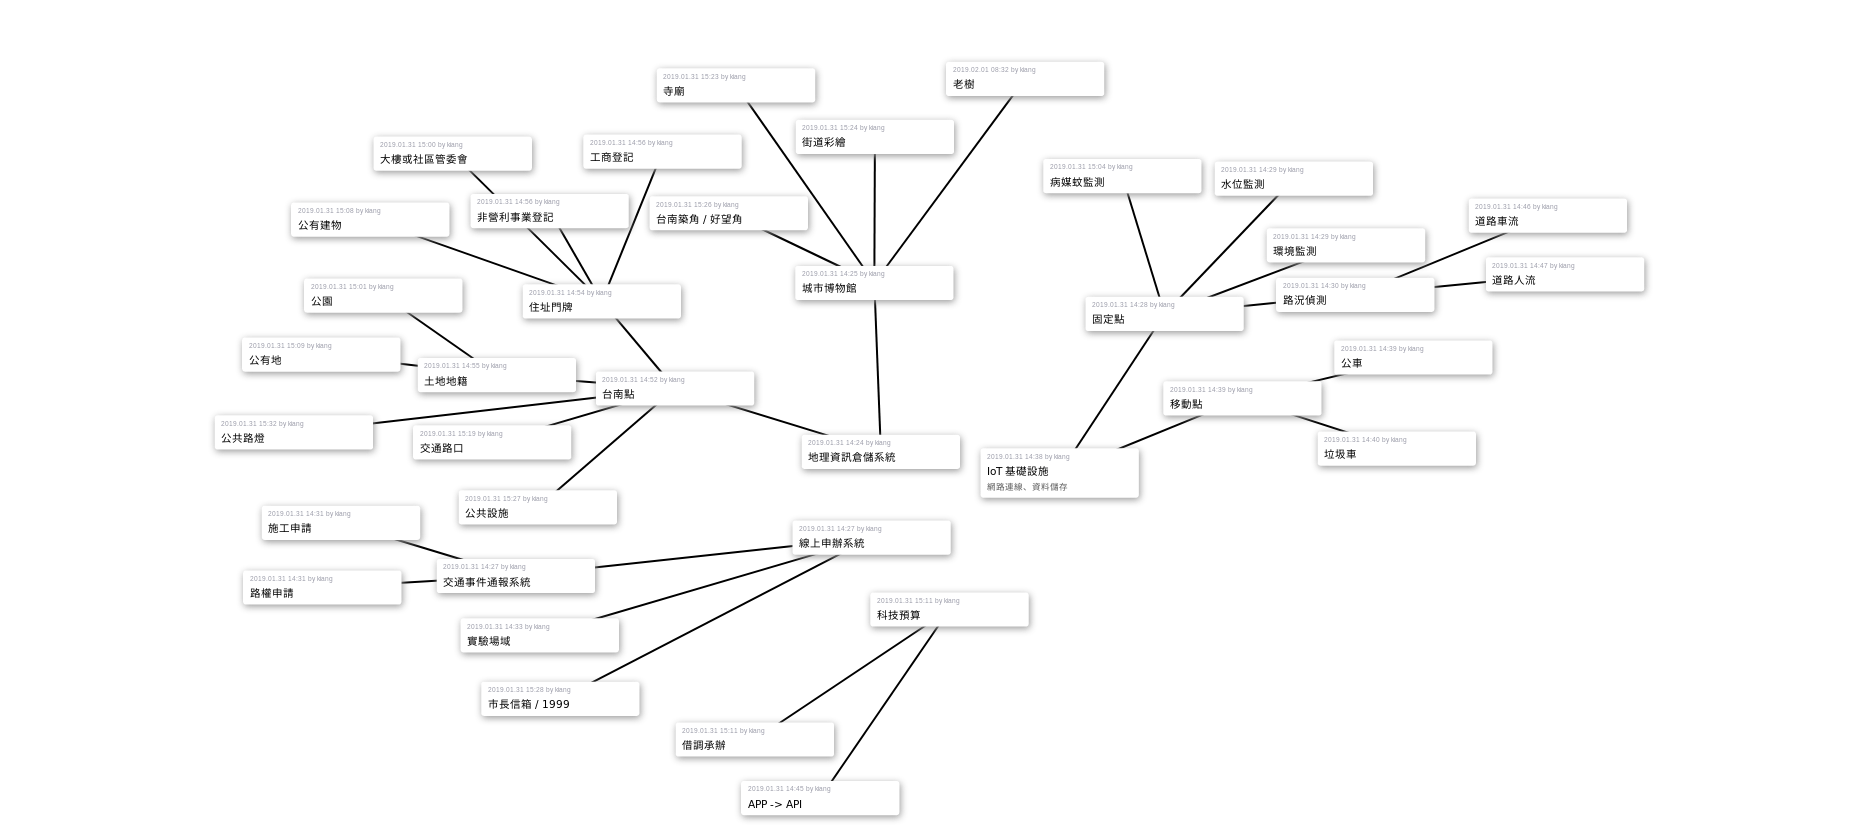 2019.01.31 15:23 by kiang
寺廟
2019.02.01 08:32 by kiang
老樹
2019.01.31 15:24 by kiang
街道彩繪
2019.01.31 15:00 by kiang
大樓或社區管委會
2019.01.31 14:56 by kiang
工商登記
2019.01.31 15:04 by kiang
病媒蚊監測
2019.01.31 14:29 by kiang
水位監測
2019.01.31 14:56 by kiang
非營利事業登記
2019.01.31 15:26 by kiang
台南築角 / 好望角
2019.01.31 14:46 by kiang
道路車流
2019.01.31 15:08 by kiang
公有建物
2019.01.31 14:29 by kiang
環境監測
2019.01.31 14:47 by kiang
道路人流
2019.01.31 14:25 by kiang
城市博物館
2019.01.31 15:01 by kiang
公園
2019.01.31 14:54 by kiang
住址門牌
2019.01.31 14:30 by kiang
路況偵測
2019.01.31 14:28 by kiang
固定點
2019.01.31 15:09 by kiang
公有地
2019.01.31 14:39 by kiang
公車
2019.01.31 14:55 by kiang
土地地籍
2019.01.31 14:52 by kiang
台南點
2019.01.31 14:39 by kiang
移動點
2019.01.31 15:32 by kiang
公共路燈
2019.01.31 15:19 by kiang
交通路口
2019.01.31 14:24 by kiang
地理資訊倉儲系統
2019.01.31 14:40 by kiang
垃圾車
2019.01.31 14:38 by kiang
IoT 基礎設施
網路連線、資料儲存
2019.01.31 15:27 by kiang
公共設施
2019.01.31 14:31 by kiang
施工申請
2019.01.31 14:27 by kiang
線上申辦系統
2019.01.31 14:27 by kiang
交通事件通報系統
2019.01.31 14:31 by kiang
路權申請
2019.01.31 15:11 by kiang
科技預算
2019.01.31 14:33 by kiang
實驗場域
2019.01.31 15:28 by kiang
市長信箱 / 1999
2019.01.31 15:11 by kiang
借調承辦
2019.01.31 14:45 by kiang
APP -> API